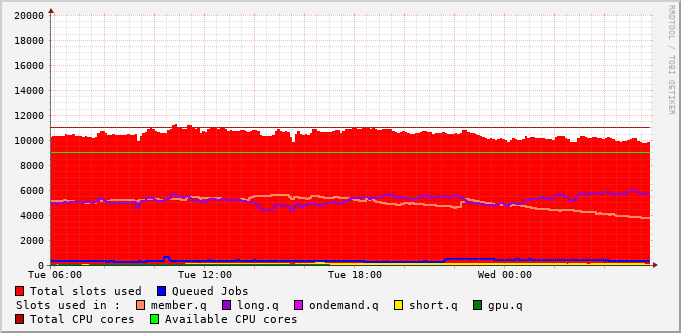 20000
18000
16000
14000
12000
10000
8000
6000
4000
2000
0
Tue 06:00 Tue 12:00 Tue 18:00 Wed 00:00
Total slots used Queued Jobs
Slots used in : member.q long.q ondemand.q short.q gpu.q
Total CPU cores Available CPU cores
RRDTOOL / TOBI OETIKER